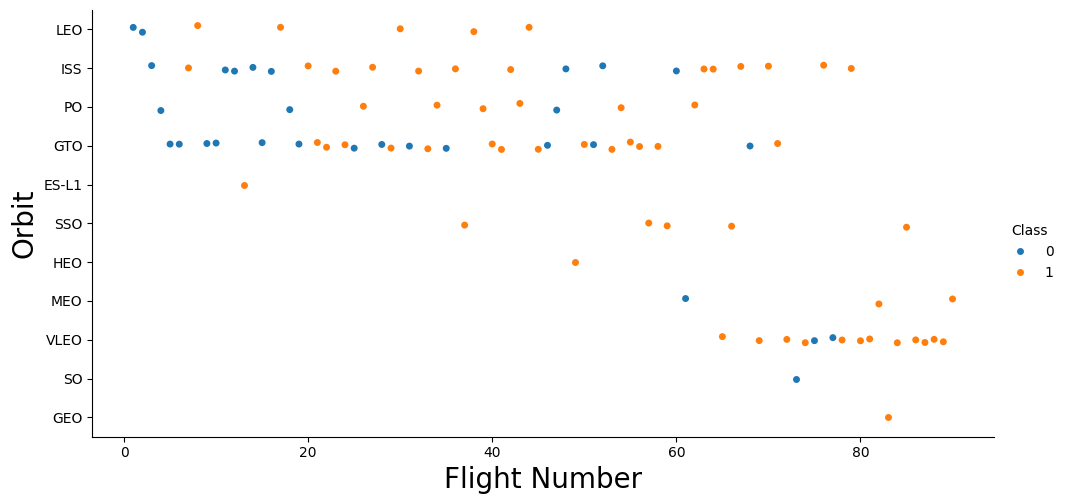 LEO
ISS
PO
GTO
ES-L1
SSO
HEO
MEO
VLEO
SO
GEO
Orbit
0
20
40
60
80
Flight Number
Class
0
1